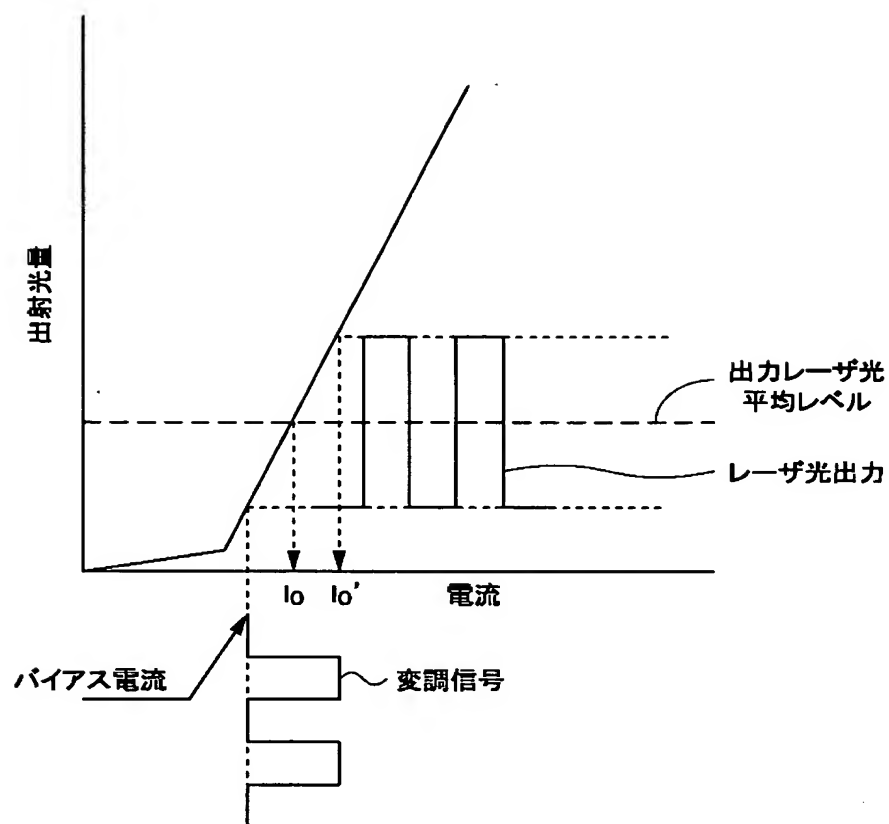 出射光量
出力レーザ光
平均レベル
レーザ光出力
Io
Io'
電流
バイアス電流
変調信号